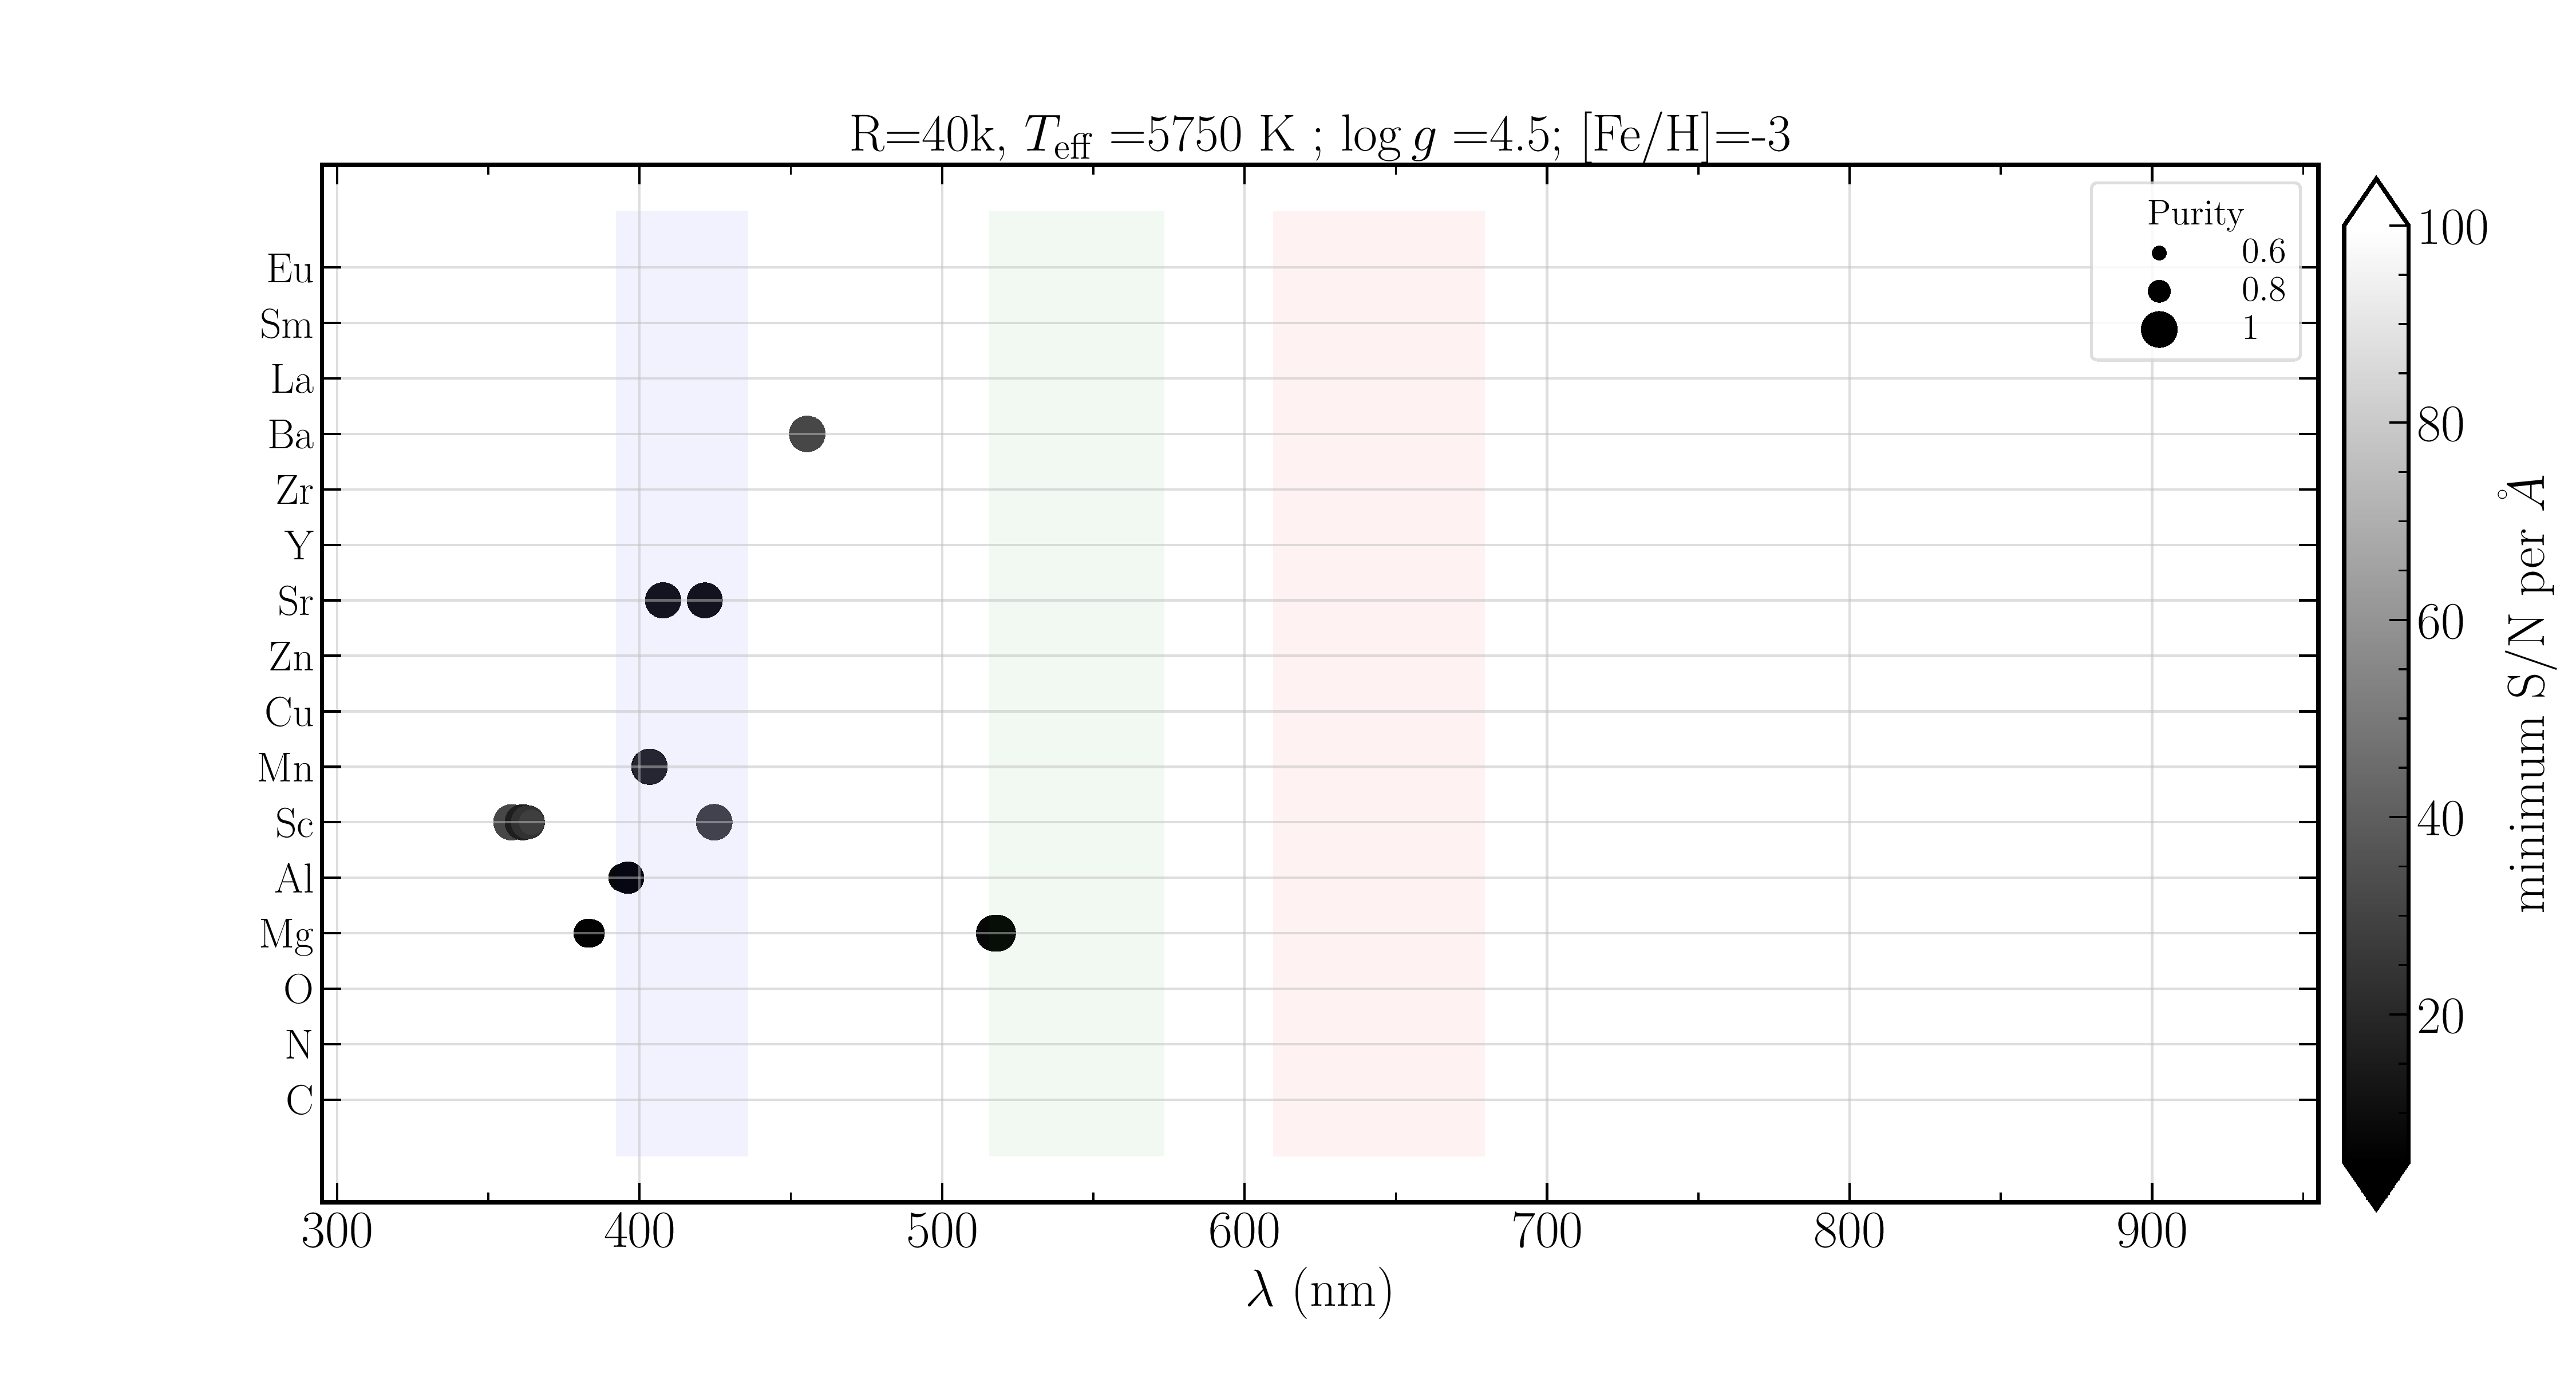 R=40k, T_eff =5750 K ; log g =4.5; [Fe/H]=-3
Purity
0.6
0.8
1
Eu
Sm
La
Ba
Zr
Y
Sr
Zn
Cu
Mn
Sc
Al
Mg
O
N
C
300 400 500 600 700 800 900
λ (nm)
100
80
60
40
20
minimum S/N per Å